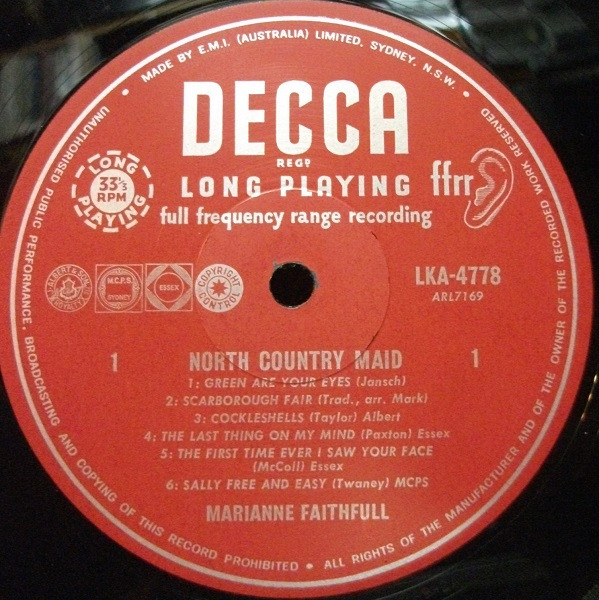 MADE BY E.M.I. (AUSTRALIA) LIMITED, SYDNEY, N.S.W. •
UNAUTHORISED PUBLIC PERFORMANCE, BROADCASTING AND COPYING OF THIS RECORD PROHIBITED • ALL RIGHTS OF THE MANUFACTURER AND OF THE OWNER OF THE RECORDED WORK RESERVED •
DECCA
REGD
LONG PLAYING
33⅓ RPM
LONG PLAYING ffrr
full frequency range recording
ALBERT & SON
M.C.P.S. SYDNEY
ESSEX
COPYRIGHT CONTROL
LKA-4778
ARL7169
1 NORTH COUNTRY MAID 1
1: GREEN ARE YOUR EYES (Jansch)
2: SCARBOROUGH FAIR (Trad., arr. Mark)
3: COCKLESHELLS (Taylor) Albert
4: THE LAST THING ON MY MIND (Paxton) Essex
5: THE FIRST TIME EVER I SAW YOUR FACE
(McColl) Essex
6: SALLY FREE AND EASY (Twaney) MCPS
MARIANNE FAITHFULL